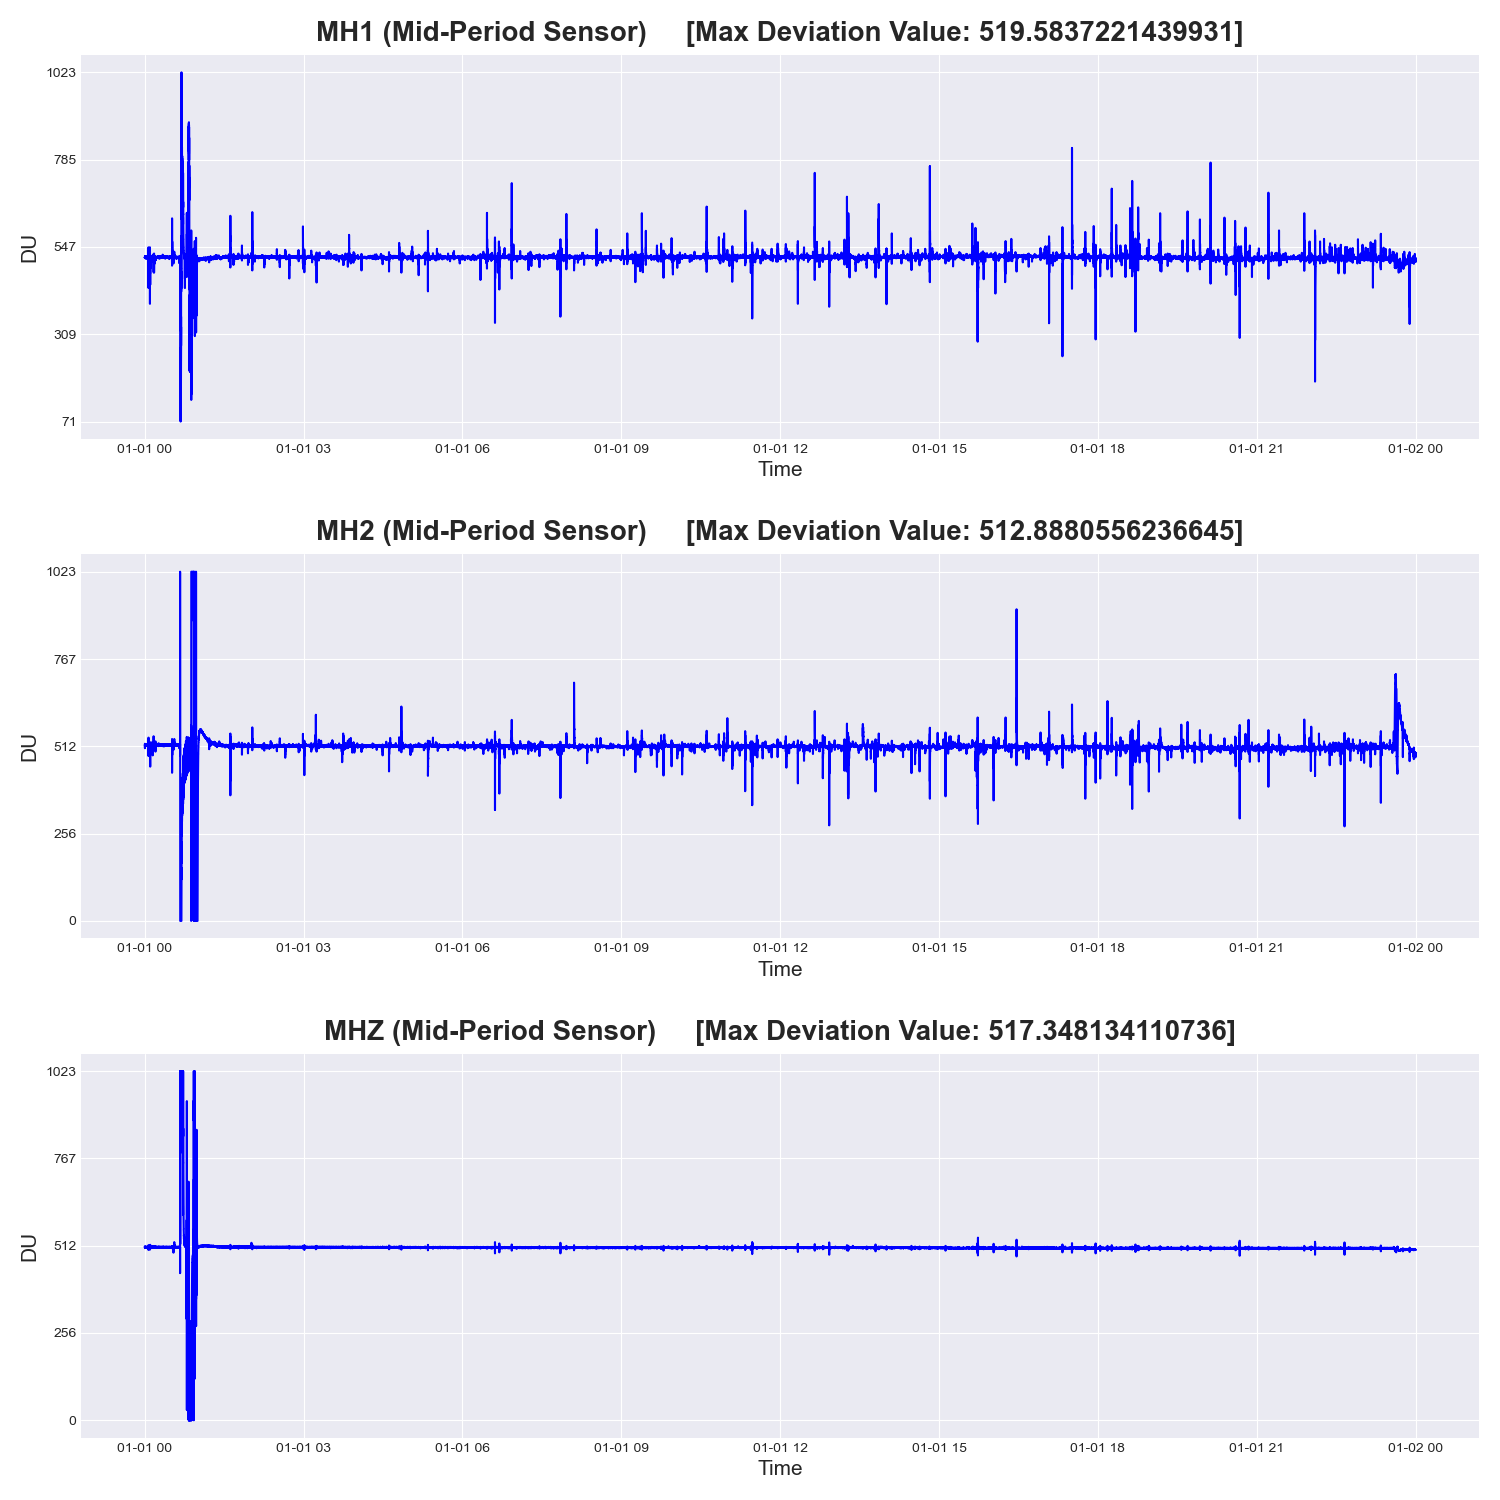 MH1 (Mid-Period Sensor) [Max Deviation Value: 519.5837221439931]
1023
785
547
309
71
DU
01-01 00 01-01 03 01-01 06 01-01 09 01-01 12 01-01 15 01-01 18 01-01 21 01-02 00
Time
MH2 (Mid-Period Sensor) [Max Deviation Value: 512.8880556236645]
1023
767
512
256
0
DU
01-01 00 01-01 03 01-01 06 01-01 09 01-01 12 01-01 15 01-01 18 01-01 21 01-02 00
Time
MHZ (Mid-Period Sensor) [Max Deviation Value: 517.348134110736]
1023
767
512
256
0
DU
01-01 00 01-01 03 01-01 06 01-01 09 01-01 12 01-01 15 01-01 18 01-01 21 01-02 00
Time